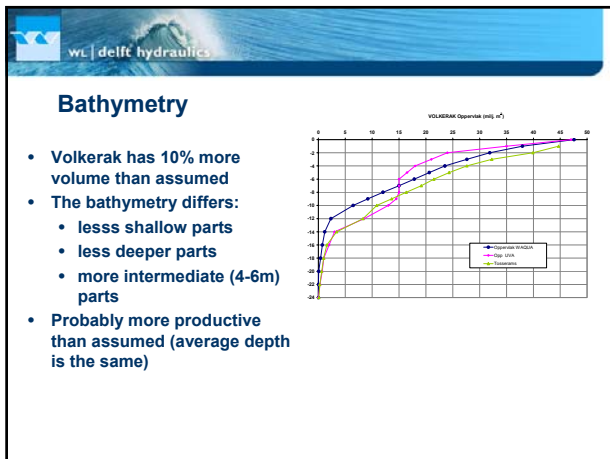 WL | delft hydraulics
Bathymetry
• Volkerak has 10% more
volume than assumed
• The bathymetry differs:
• lesss shallow parts
• less deeper parts
• more intermediate (4-6m)
parts
• Probably more productive
than assumed (average depth
is the same)
VOLKERAK Oppervlak (milj. m²)
0 5 10 15 20 25 30 35 40 45 50
0
-2
-4
-6
-8
-10
-12
-14
-16
-18
-20
-22
-24
Oppervlak WAQUA
Opp UVA
Tosserams